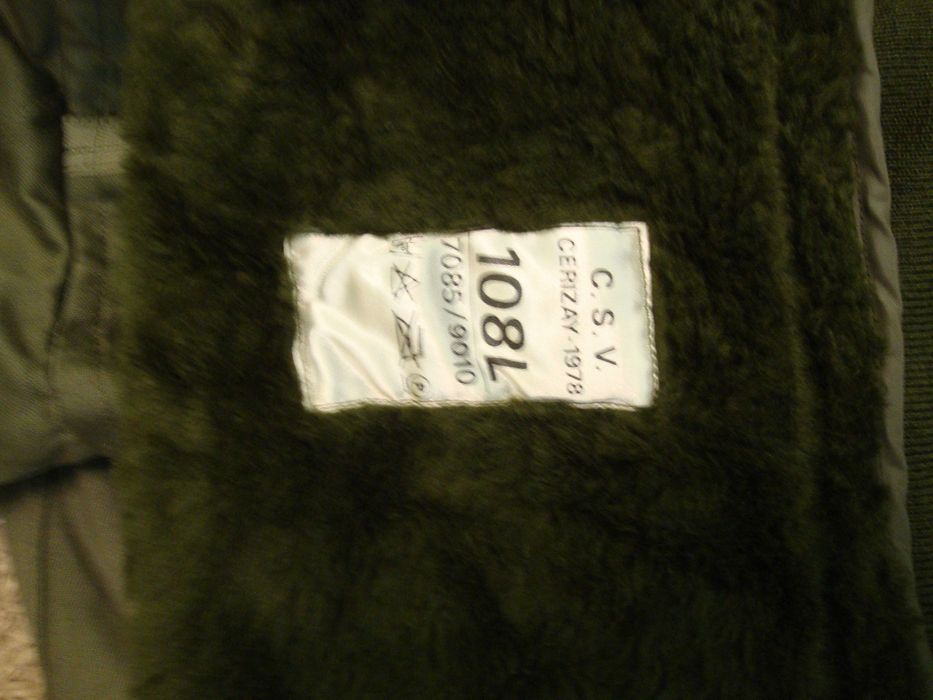 C. S. V.
CERIZAY-1978
108L
7085/9010
P